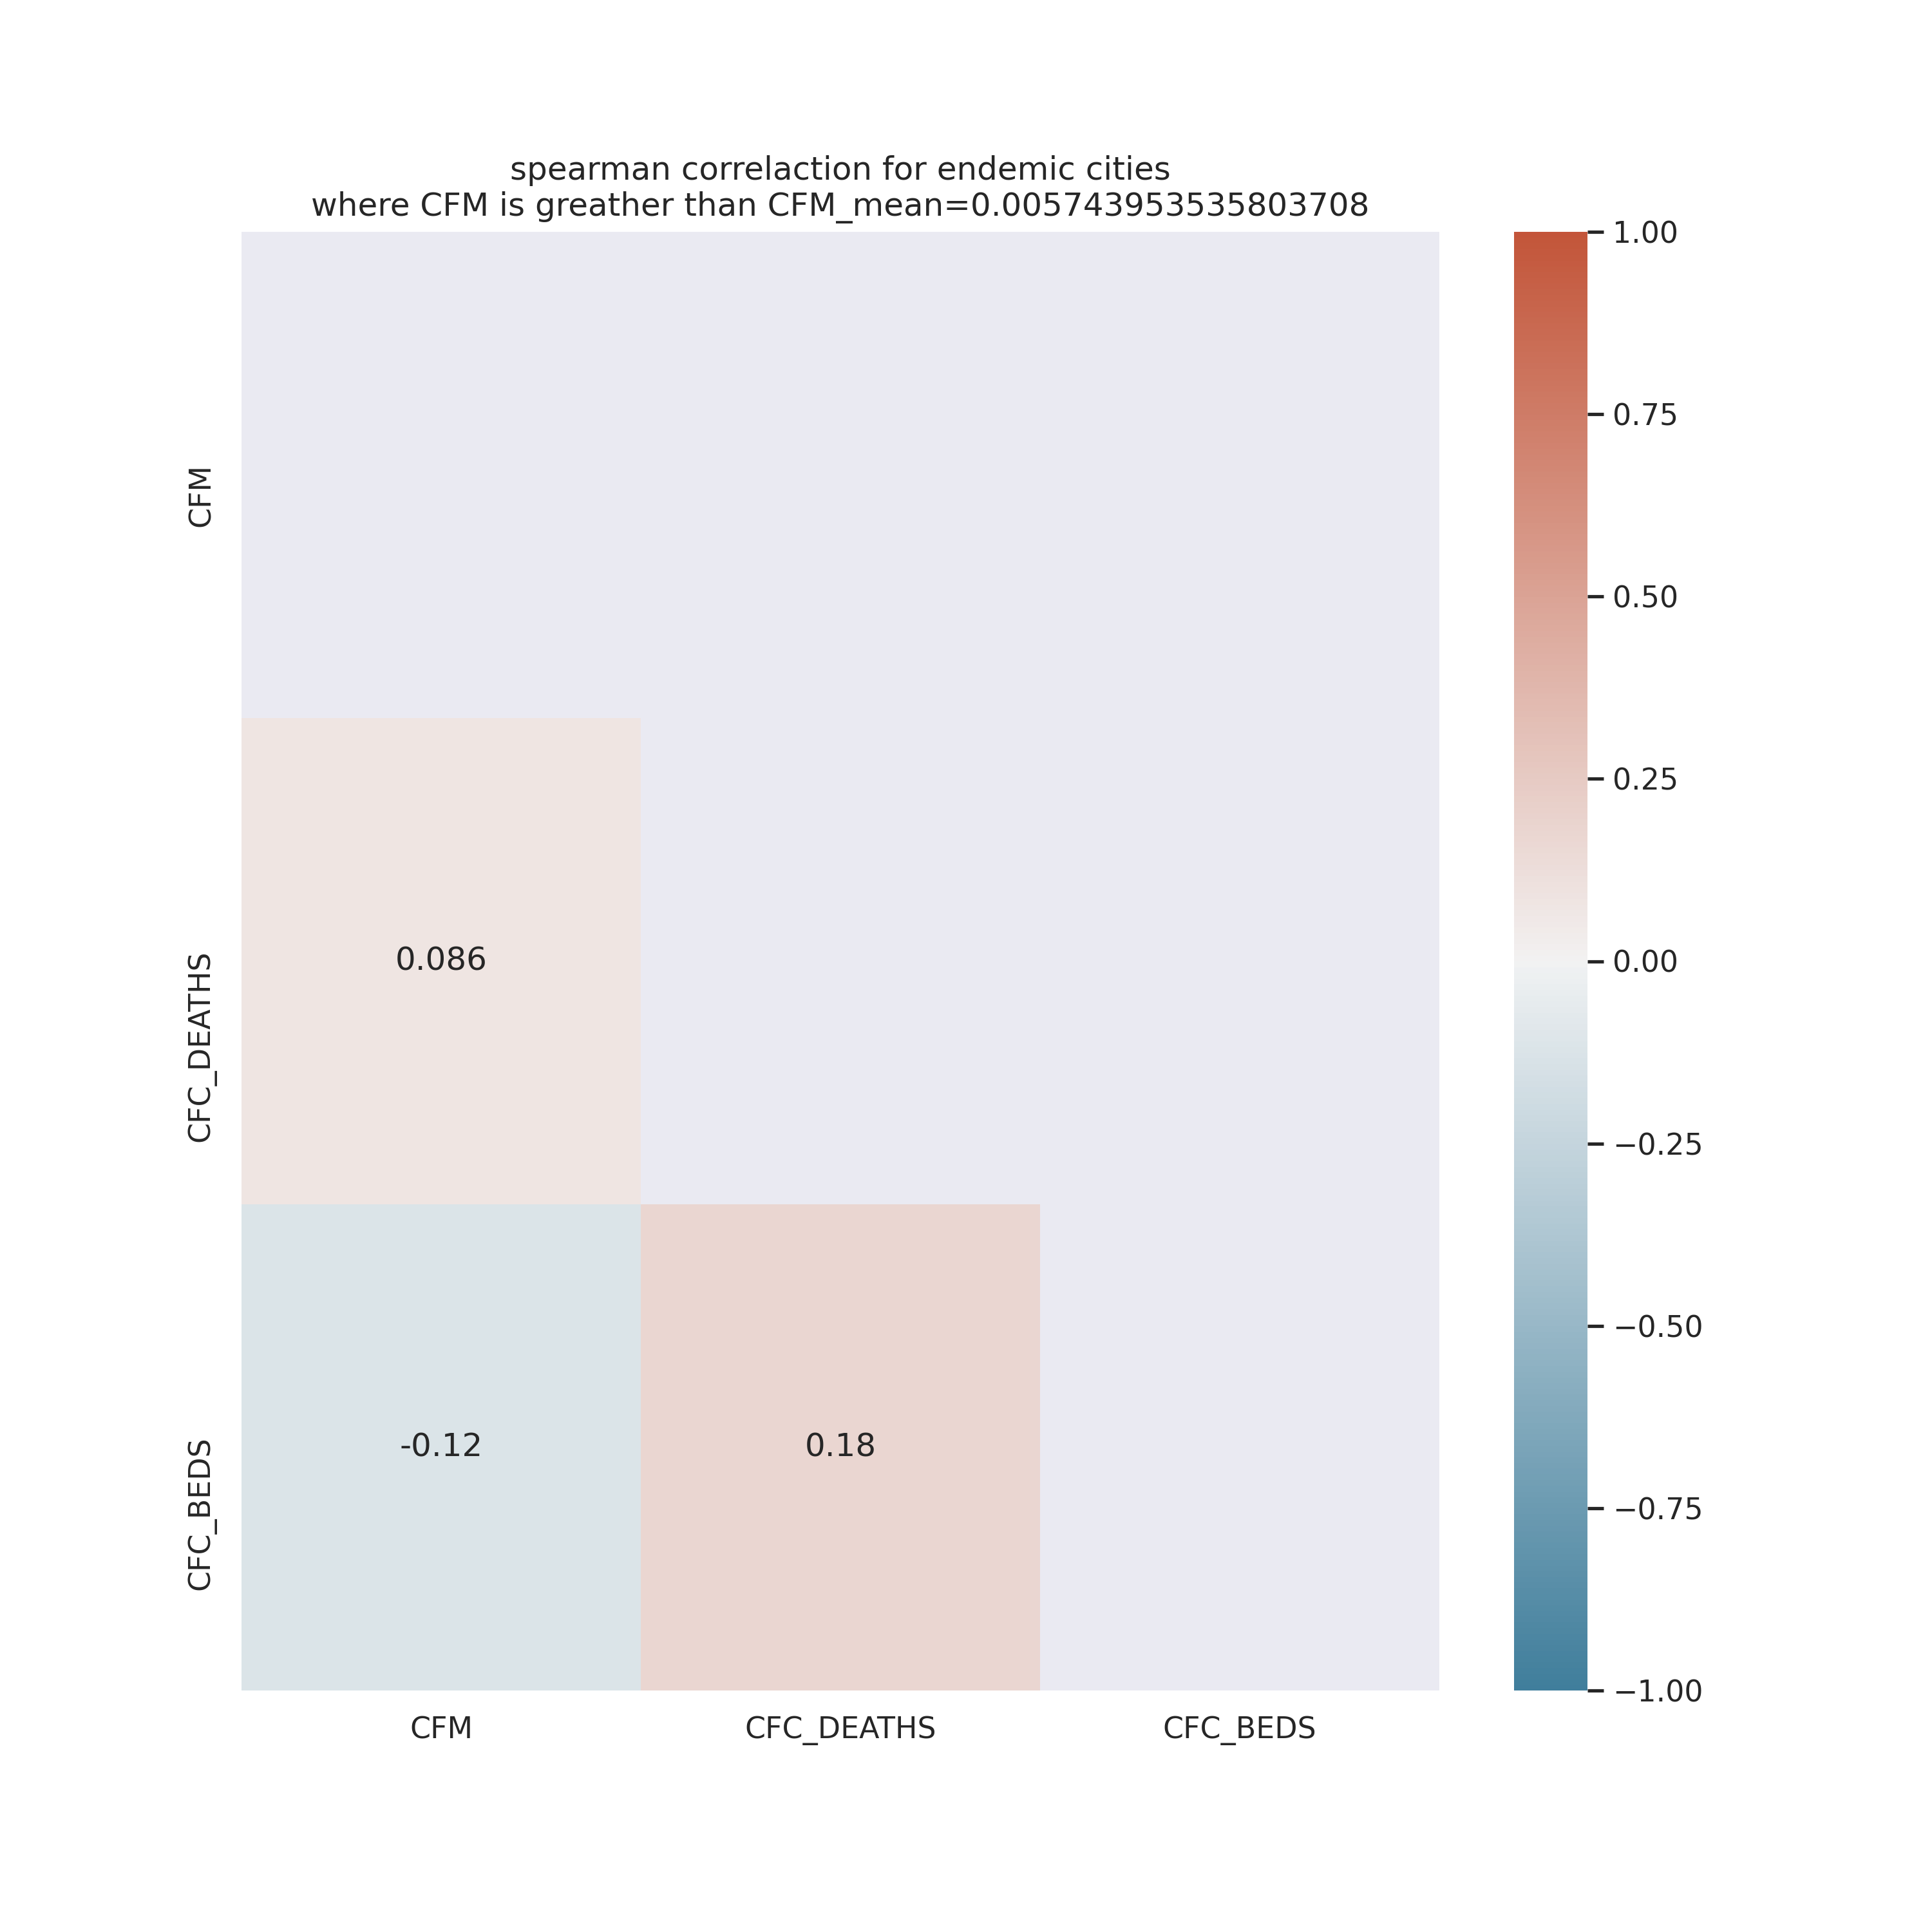 spearman correlaction for endemic cities
where CFM is greather than CFM_mean=0.005743953535803708
CFM
CFC_DEATHS
CFC_BEDS
0.086
-0.12
0.18
CFM
CFC_DEATHS
CFC_BEDS
1.00
0.75
0.50
0.25
0.00
−0.25
−0.50
−0.75
−1.00